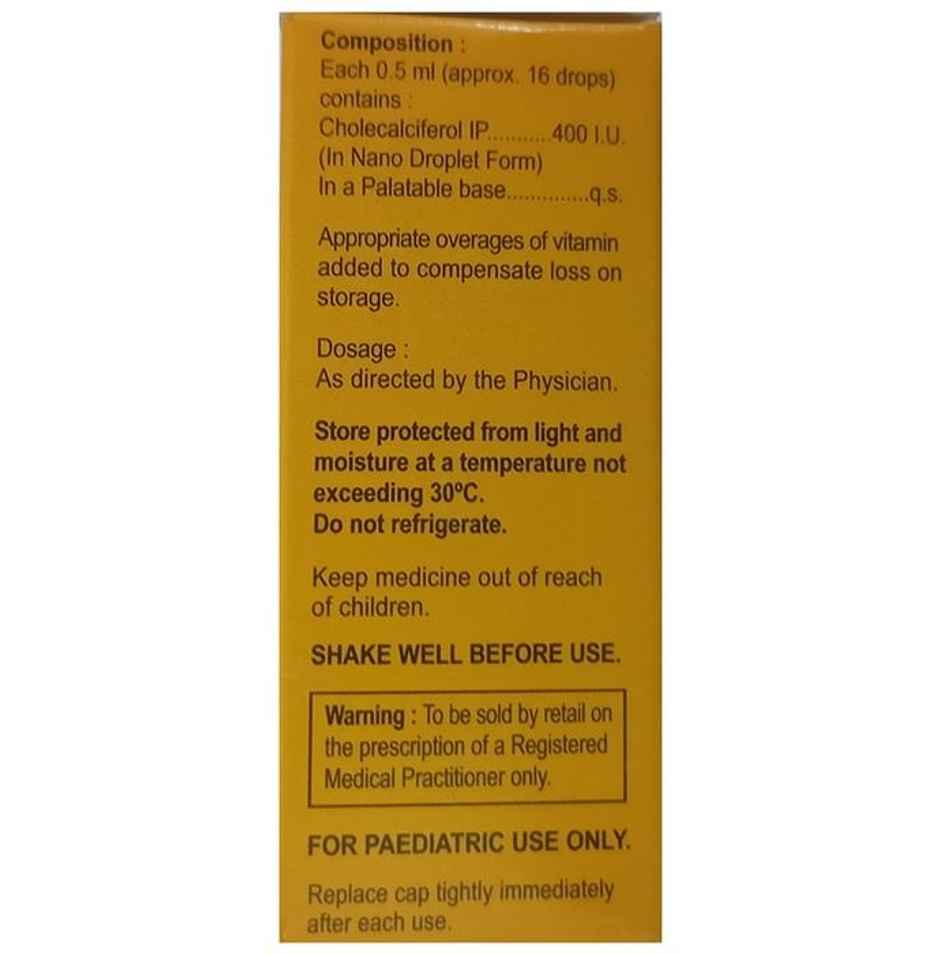 Composition :
Each 0.5 ml (approx. 16 drops)
contains :
Cholecalciferol IP..........400 I.U.
(In Nano Droplet Form)
In a Palatable base..............q.s.
Appropriate overages of vitamin
added to compensate loss on
storage.
Dosage :
As directed by the Physician.
Store protected from light and
moisture at a temperature not
exceeding 30ºC.
Do not refrigerate.
Keep medicine out of reach
of children.
SHAKE WELL BEFORE USE.
Warning : To be sold by retail on
the prescription of a Registered
Medical Practitioner only.
FOR PAEDIATRIC USE ONLY.
Replace cap tightly immediately
after each use.